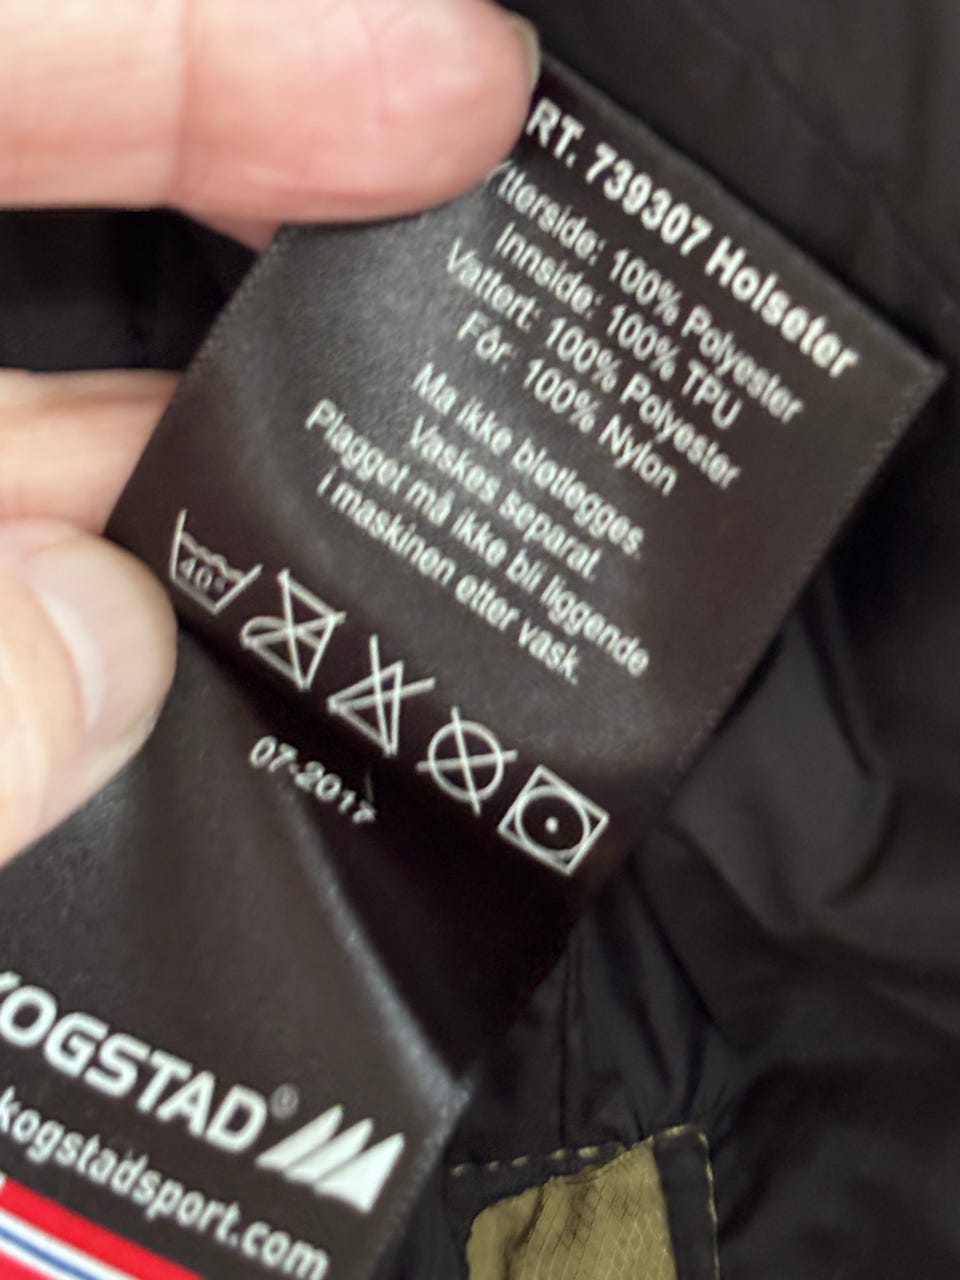 RT. 739307 Holseter
Ytterside: 100% Polyester
Innside: 100% TPU
Vattert: 100% Polyester
Fôr: 100% Nylon
Ma ikke bløtlegges.
Vaskes separat.
Plagget må ikke bli liggende
i maskinen etter vask.
40°
07-2017
KOGSTAD®
kogstadsport.com